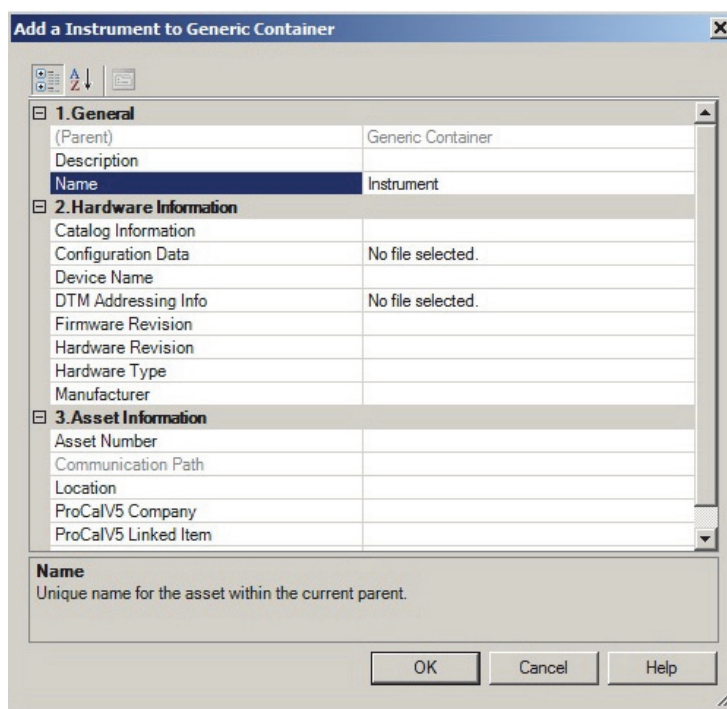 Add a Instrument to Generic Container
1.General
(Parent) Generic Container
Description
Name Instrument
2.Hardware Information
Catalog Information
Configuration Data No file selected.
Device Name
DTM Addressing Info No file selected.
Firmware Revision
Hardware Revision
Hardware Type
Manufacturer
3.Asset Information
Asset Number
Communication Path
Location
ProCalV5 Company
ProCalV5 Linked Item
Name
Unique name for the asset within the current parent.
OK Cancel Help